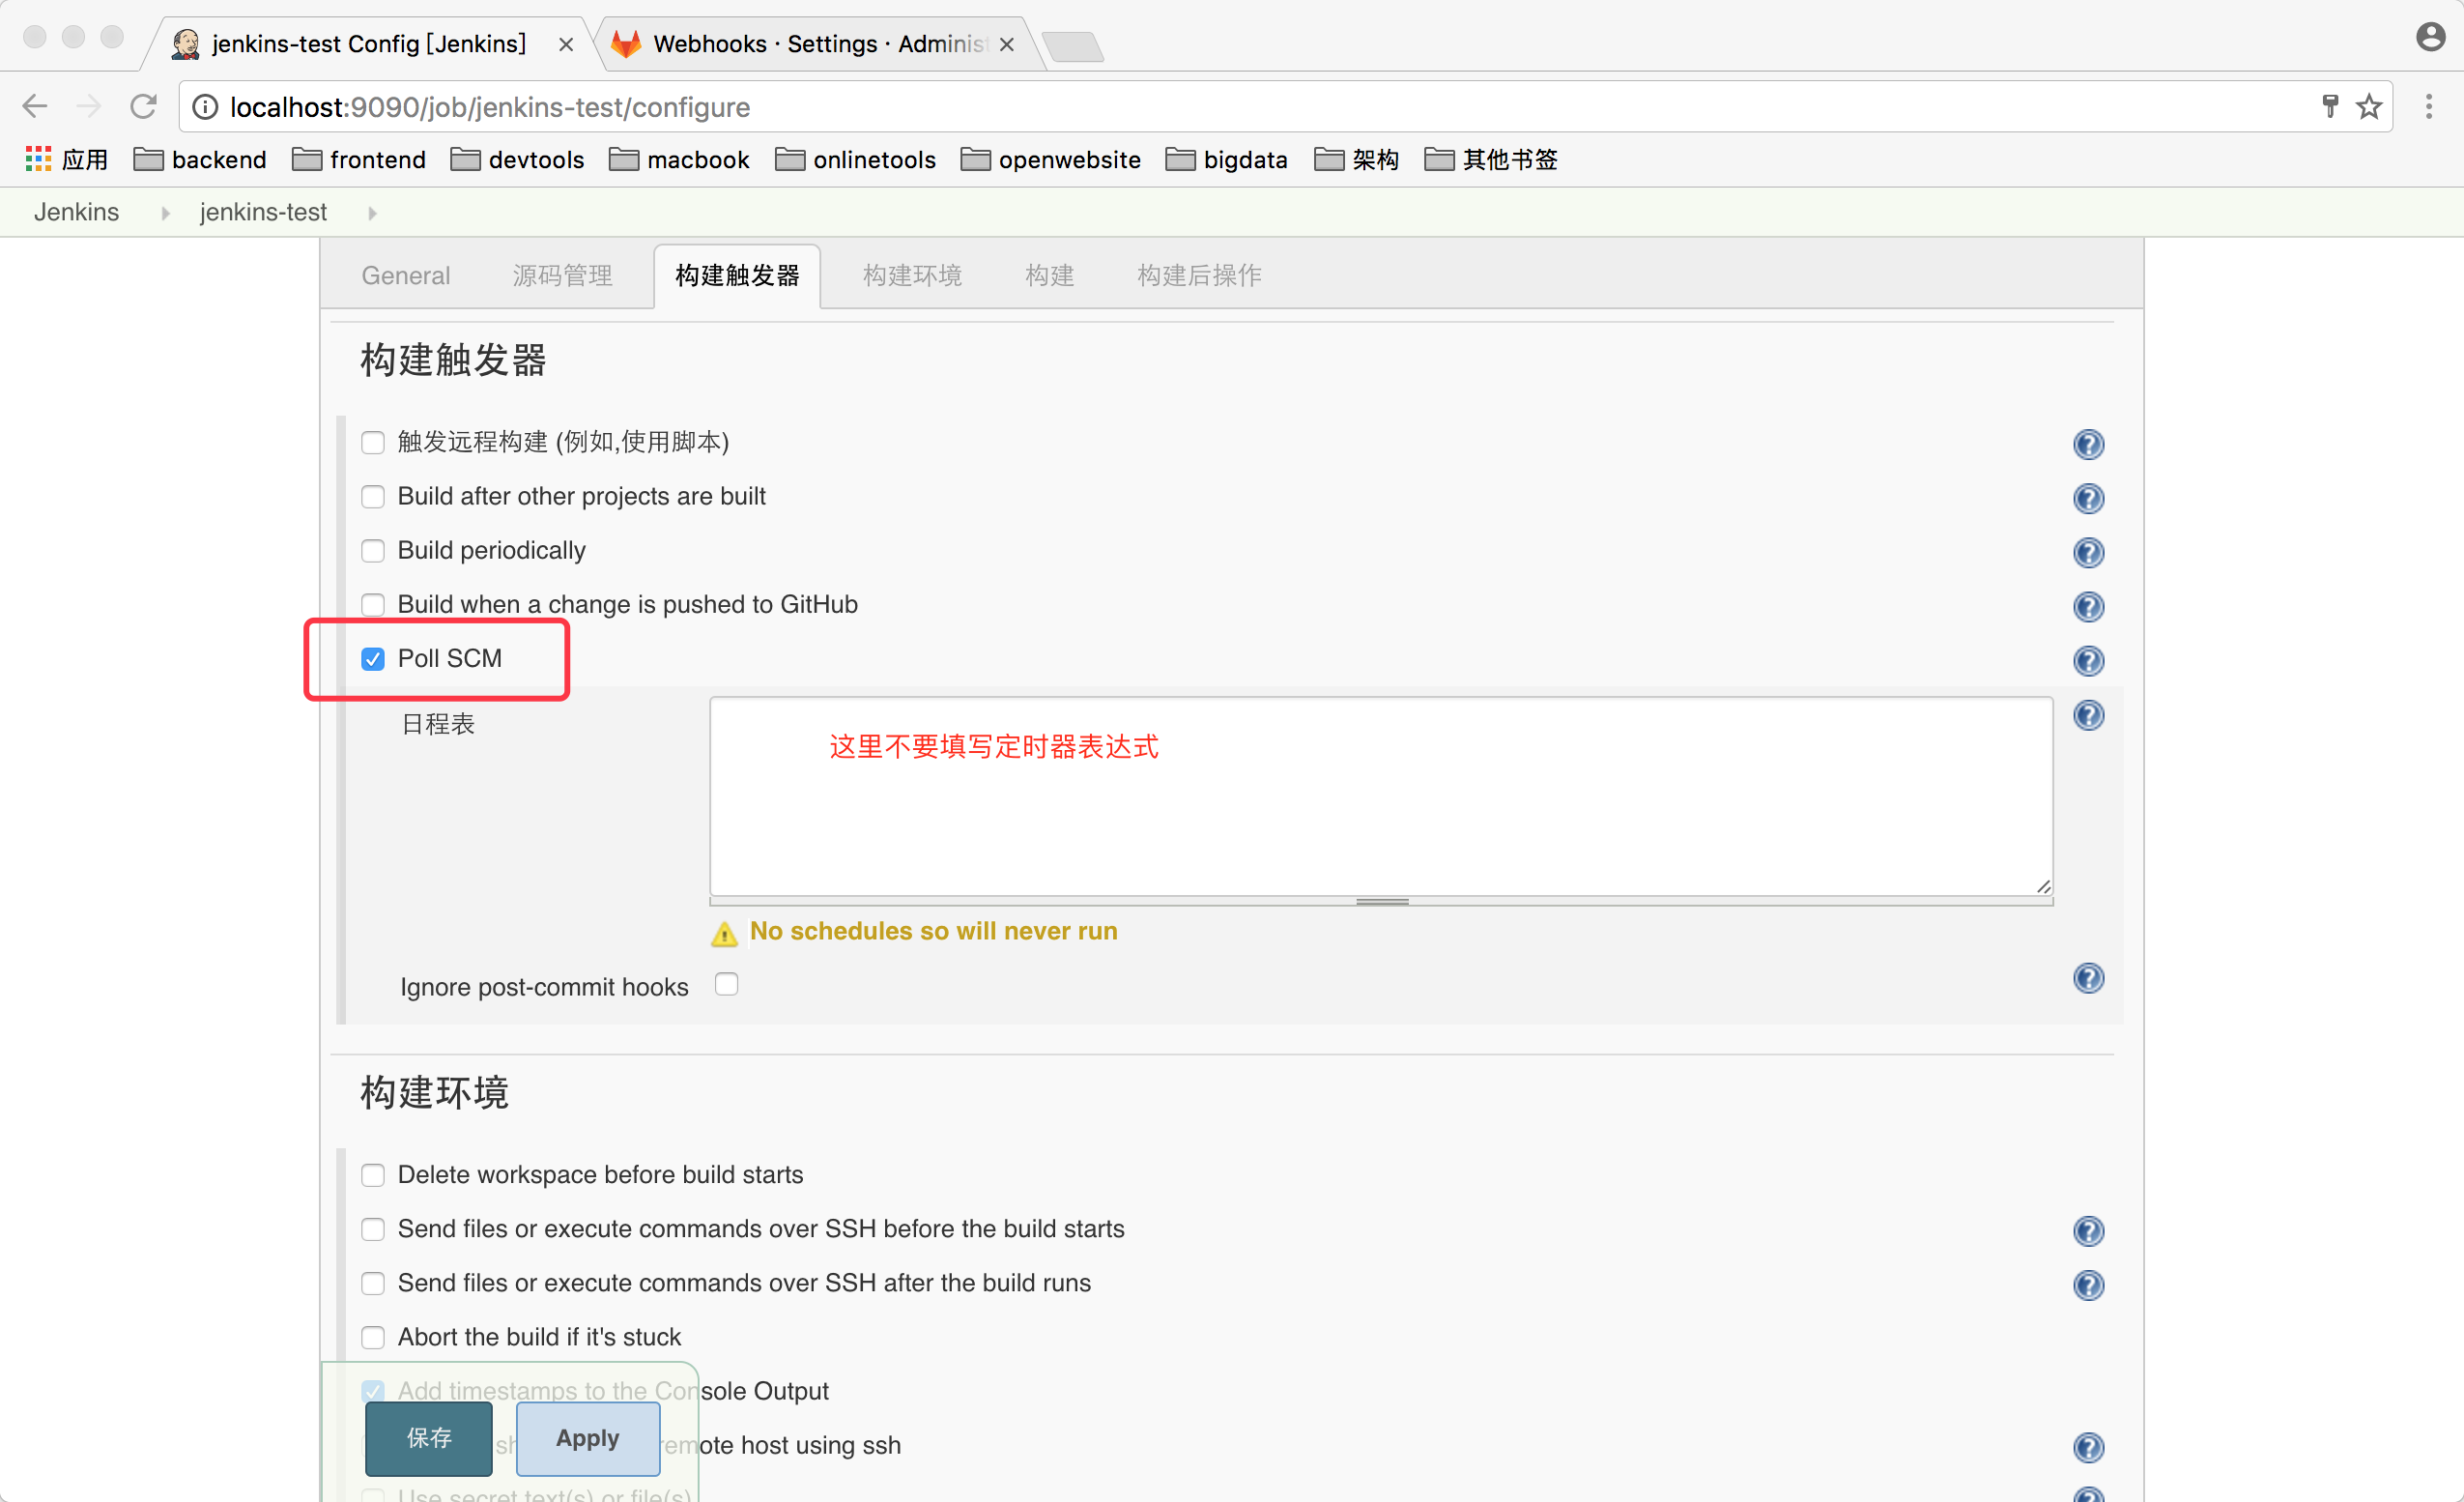 jenkins-test Config [Jenkins]
Webhooks · Settings · Adminis
localhost:9090/job/jenkins-test/configure
应用 backend frontend devtools macbook onlinetools openwebsite bigdata 架构 其他书签
Jenkins jenkins-test
General 源码管理 构建触发器 构建环境 构建 构建后操作
构建触发器
触发远程构建 (例如,使用脚本)
Build after other projects are built
Build periodically
Build when a change is pushed to GitHub
Poll SCM
日程表
这里不要填写定时器表达式
No schedules so will never run
Ignore post-commit hooks
构建环境
Delete workspace before build starts
Send files or execute commands over SSH before the build starts
Send files or execute commands over SSH after the build runs
Abort the build if it's stuck
Add timestamps to the Console Output
remote host using ssh
保存 Apply
Use secret text(s) or file(s)